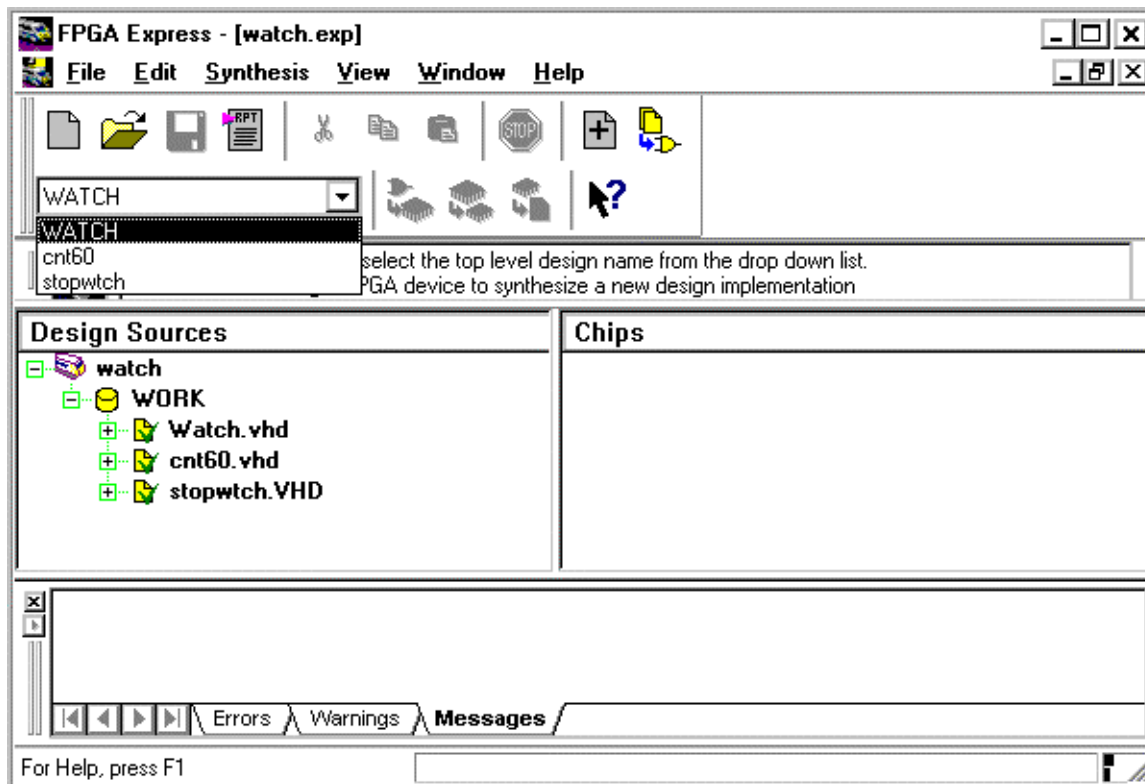 FPGA Express - [watch.exp]
File Edit Synthesis View Window Help
RPT
STOP
WATCH
WATCH
cnt60
stopwtch
select the top level design name from the drop down list.
PGA device to synthesize a new design implementation
Design Sources
Chips
watch
WORK
Watch.vhd
cnt60.vhd
stopwtch.VHD
Errors Warnings Messages
For Help, press F1